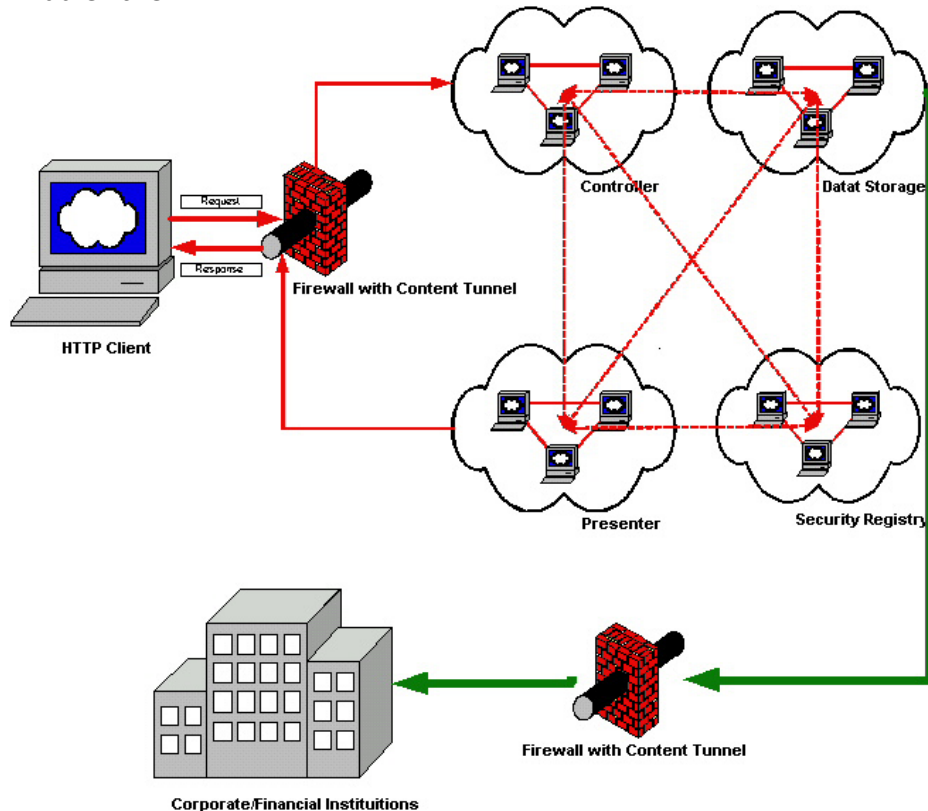 Controller
Datat Storage
Request
Response
Firewall with Content Tunnel
HTTP Client
Presenter
Security Registry
Firewall with Content Tunnel
Corporate/Financial Instituitions